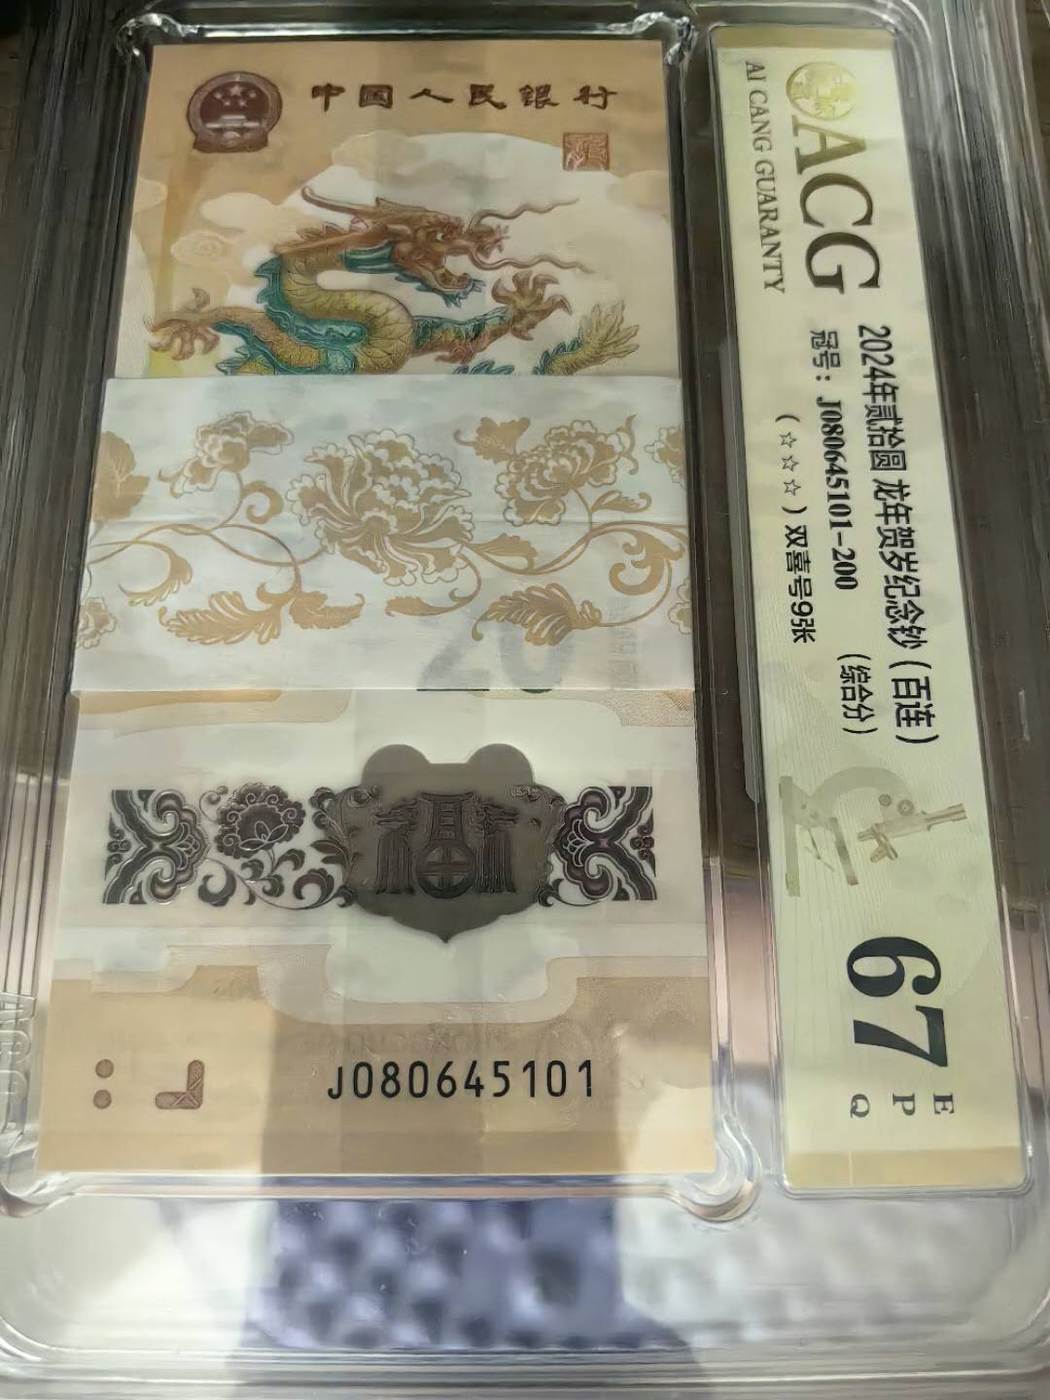 中国人民银行
20
福
J080645101
ACG
AI CANG GUARANTY
2024年贰拾圆 龙年贺岁纪念钞（百连）
冠号：J080645101-200 （综合分）
（☆☆☆）双喜号9张
67 E
P
Q